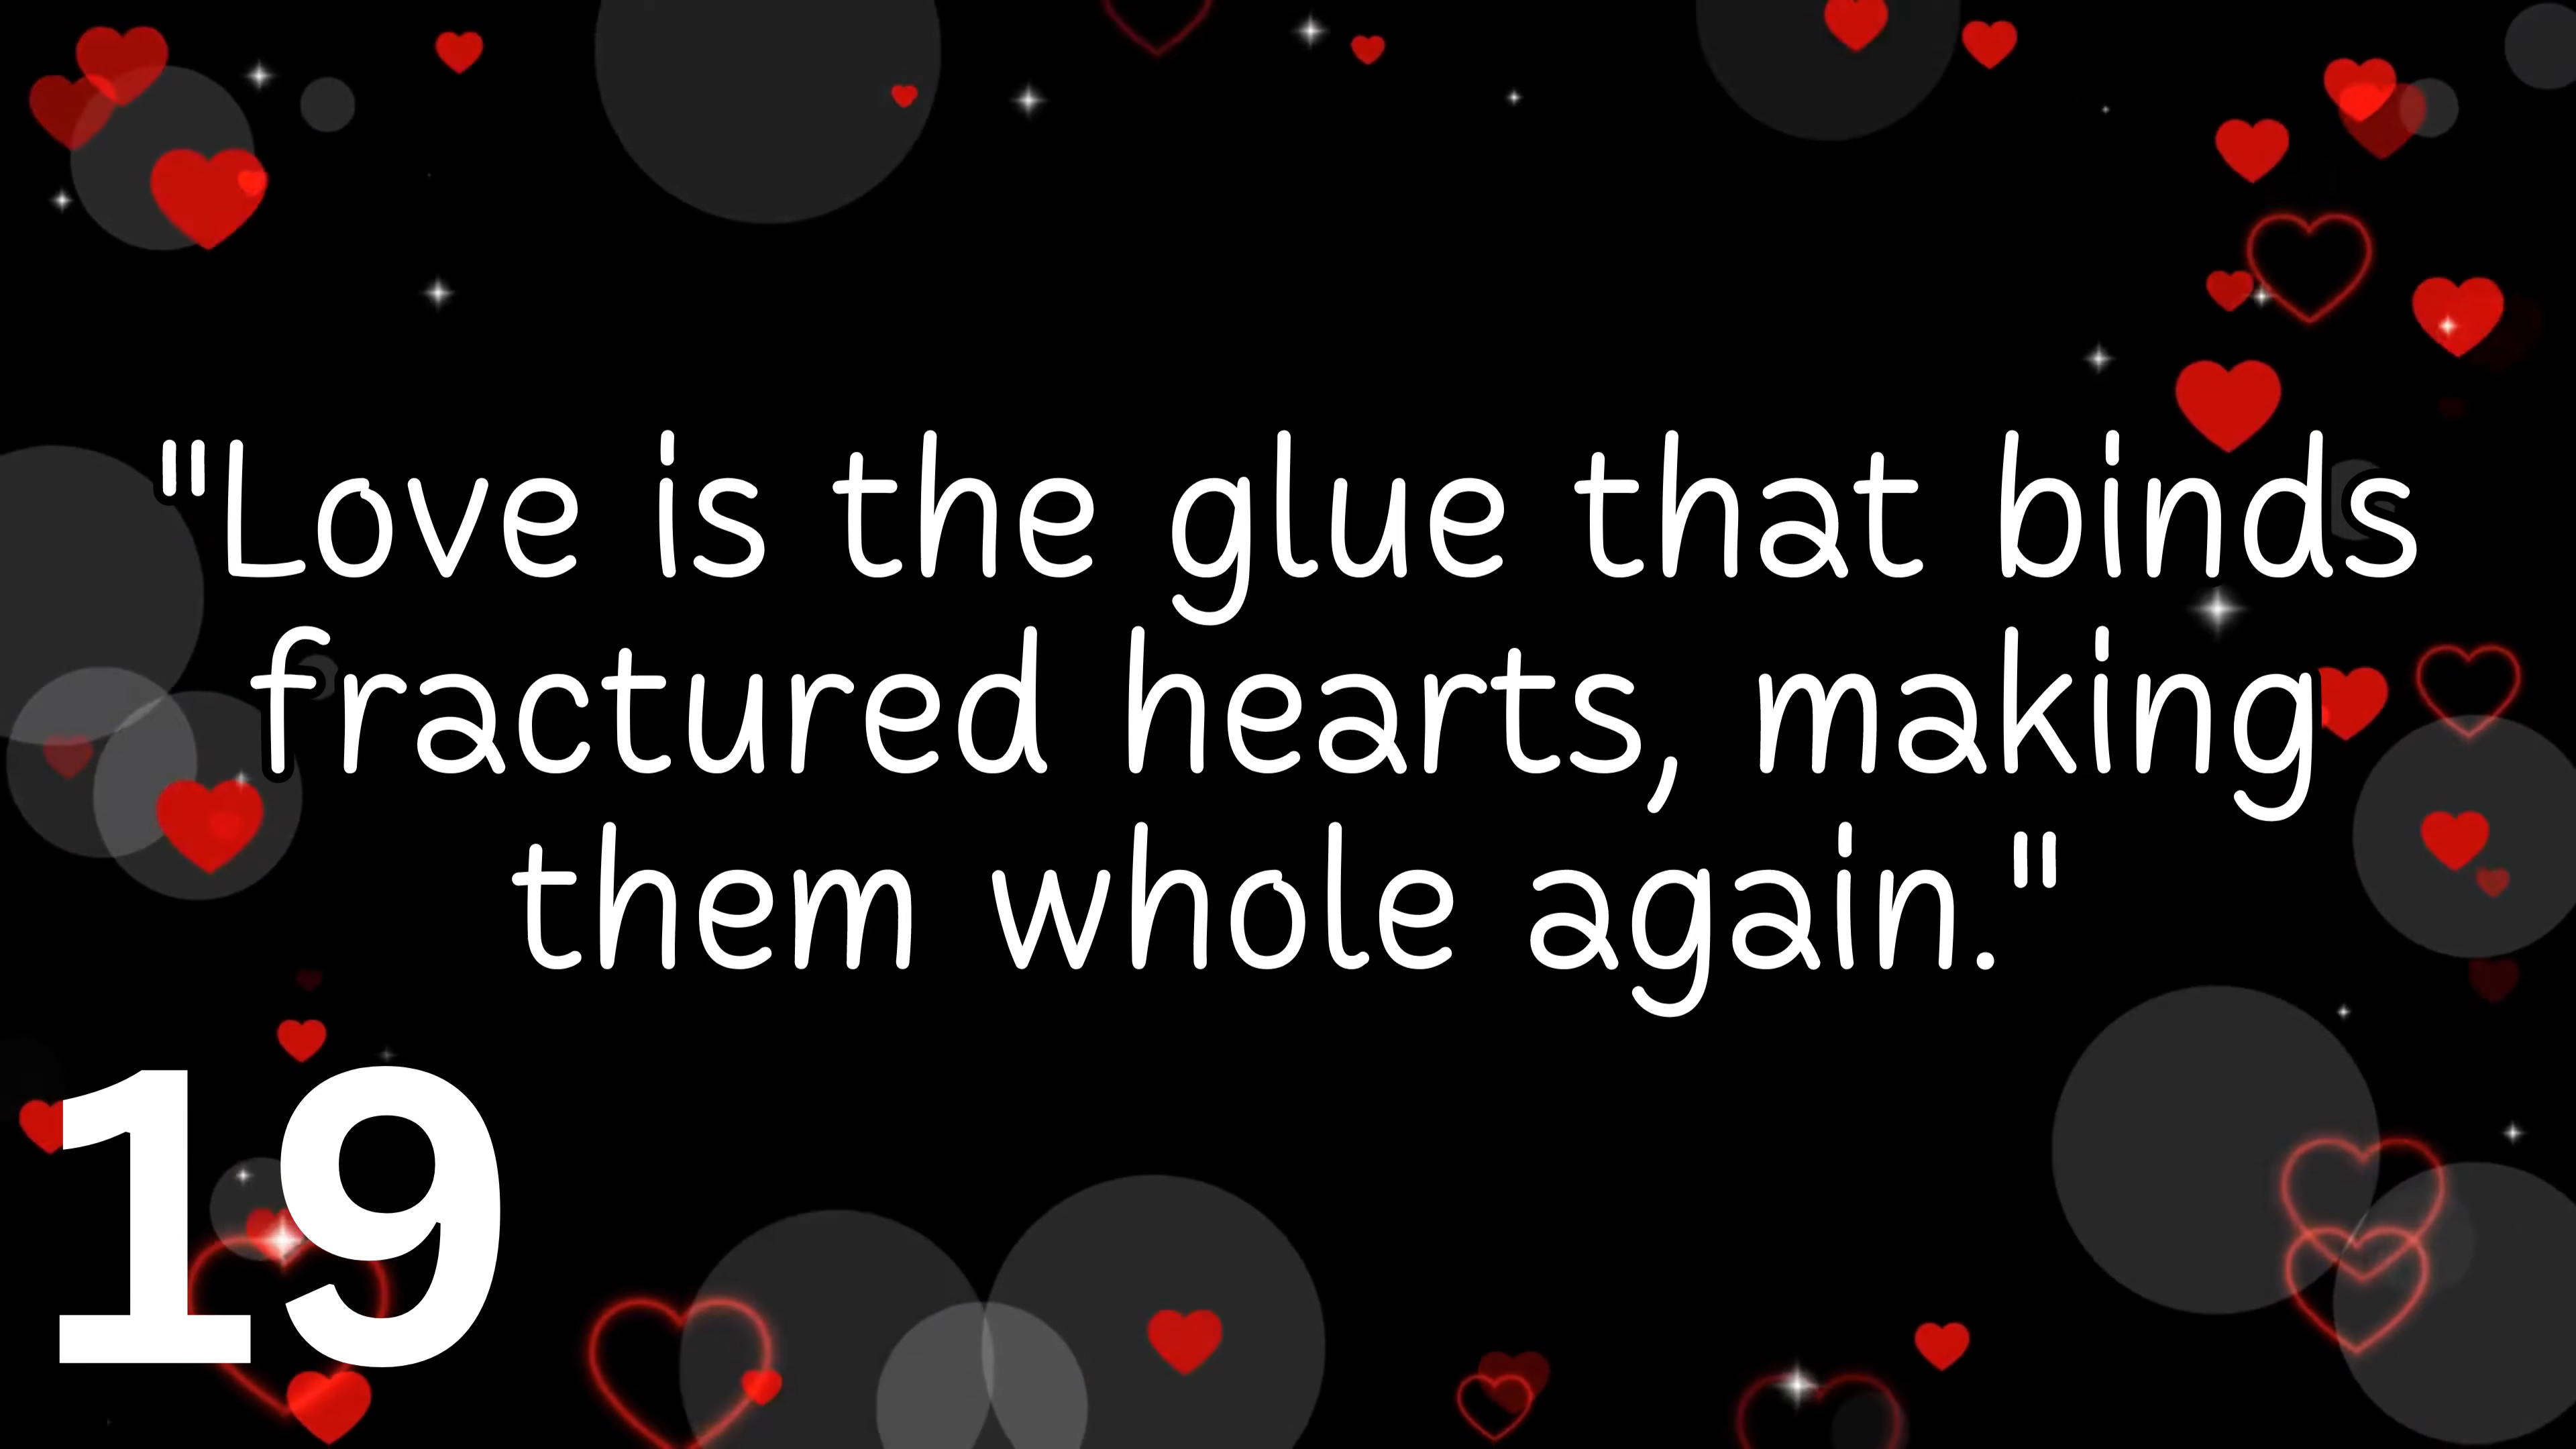 "Love is the glue that binds
fractured hearts, making
them whole again."
19